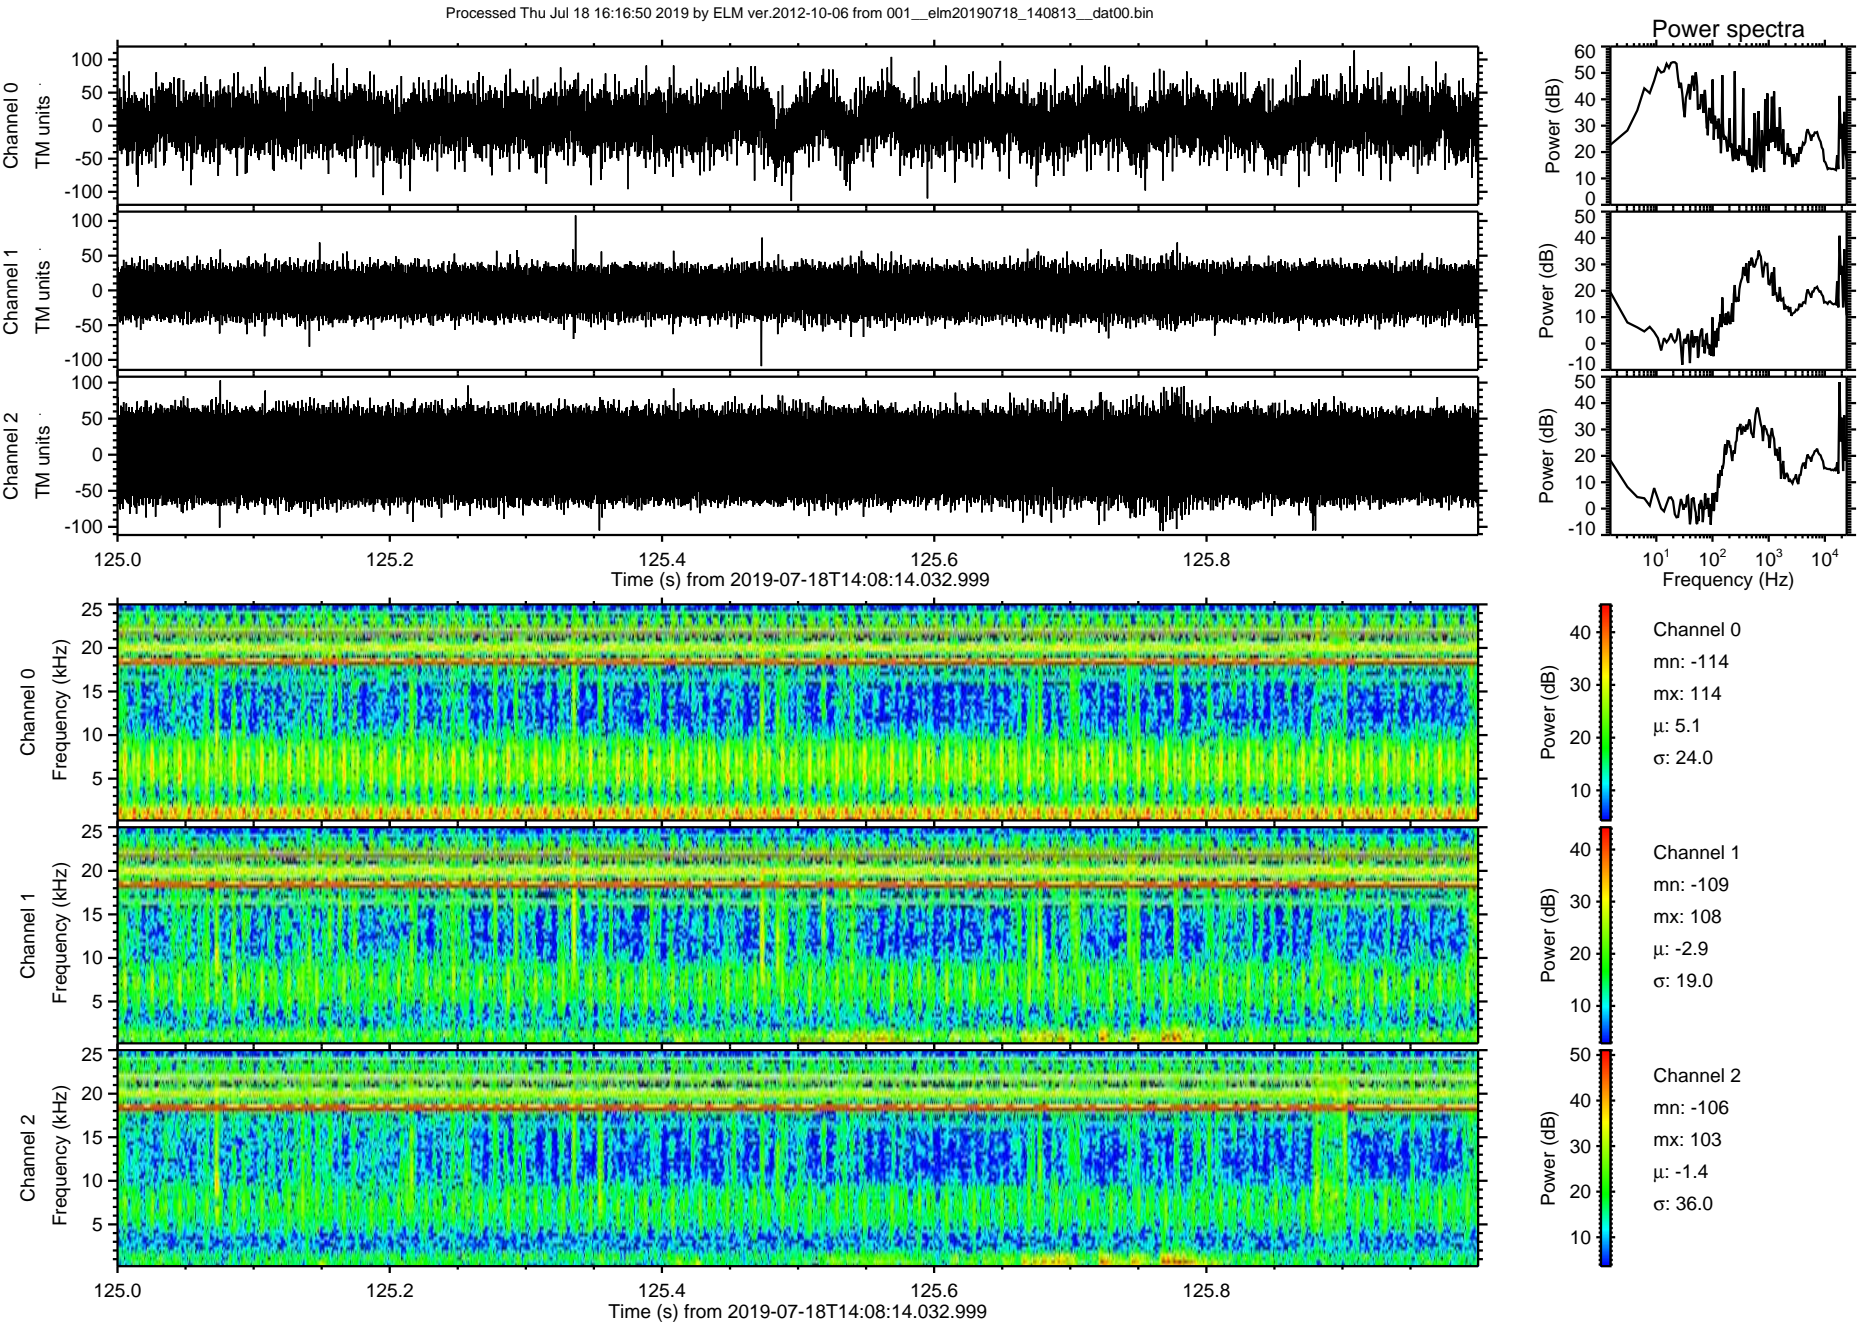 Processed Thu Jul 18 16:16:50 2019 by ELM ver.2012-10-06 from 001__elm20190718_140813__dat00.bin
Power spectra
Channel 0
TM units
100
50
0
-50
-100
Power (dB)
60
50
40
30
20
10
0
Channel 1
TM units
100
50
0
-50
-100
Power (dB)
50
40
30
20
10
0
-10
Channel 2
TM units
100
50
0
-50
-100
Power (dB)
50
40
30
20
10
0
-10
125.0 125.2 125.4 125.6 125.8
Time (s) from 2019-07-18T14:08:14.032.999
10¹ 10² 10³ 10⁴
Frequency (Hz)
Channel 0
Frequency (kHz)
25
20
15
10
5
Power (dB)
40
30
20
10
Channel 0
mn: -114
mx: 114
µ: 5.1
σ: 24.0
Channel 1
Frequency (kHz)
25
20
15
10
5
Power (dB)
40
30
20
10
Channel 1
mn: -109
mx: 108
µ: -2.9
σ: 19.0
Channel 2
Frequency (kHz)
25
20
15
10
5
Power (dB)
50
40
30
20
10
Channel 2
mn: -106
mx: 103
µ: -1.4
σ: 36.0
125.0 125.2 125.4 125.6 125.8
Time (s) from 2019-07-18T14:08:14.032.999